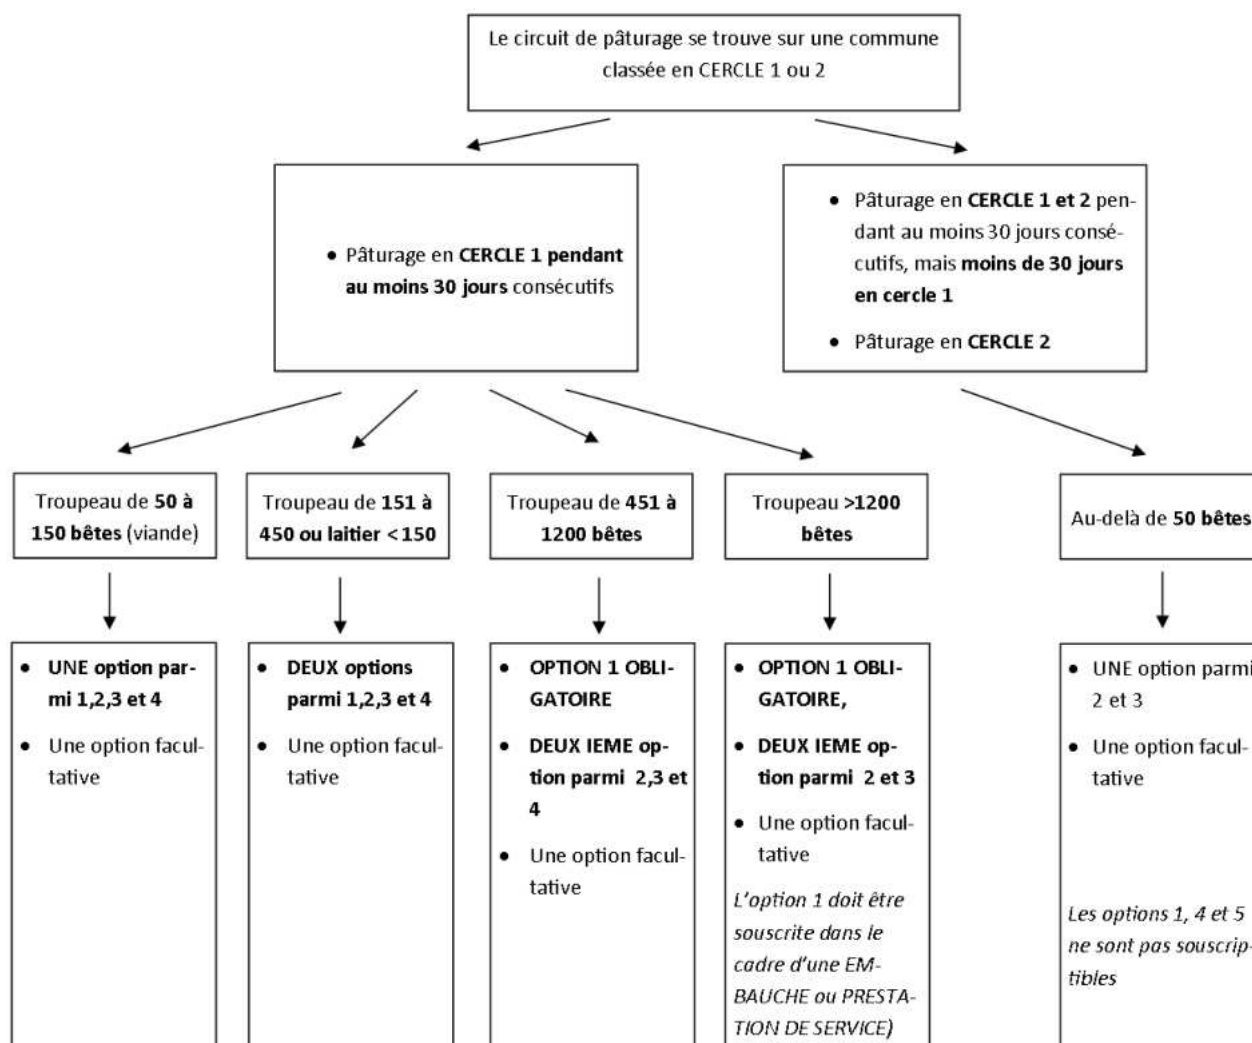 Le circuit de pâturage se trouve sur une commune
classée en CERCLE 1 ou 2
• Pâturage en CERCLE 1 pendant
au moins 30 jours consécutifs
• Pâturage en CERCLE 1 et 2 pen-
dant au moins 30 jours consé-
cutifs, mais moins de 30 jours
en cercle 1
• Pâturage en CERCLE 2
Troupeau de 50 à
150 bêtes (viande)
Troupeau de 151 à
450 ou laitier < 150
Troupeau de 451 à
1200 bêtes
Troupeau >1200
bêtes
Au-delà de 50 bêtes
• UNE option par-
mi 1,2,3 et 4
• Une option facul-
tative
• DEUX options
parmi 1,2,3 et 4
• Une option facul-
tative
• OPTION 1 OBLI-
GATOIRE
• DEUX IEME op-
tion parmi 2,3 et
4
• Une option facul-
tative
• OPTION 1 OBLI-
GATOIRE,
• DEUX IEME op-
tion parmi 2 et 3
• Une option facul-
tative
L'option 1 doit être
souscrite dans le
cadre d'une EM-
BAUCHE ou PRESTA-
TION DE SERVICE)
• UNE option parmi
2 et 3
• Une option facul-
tative
Les options 1, 4 et 5
ne sont pas souscrip-
tibles